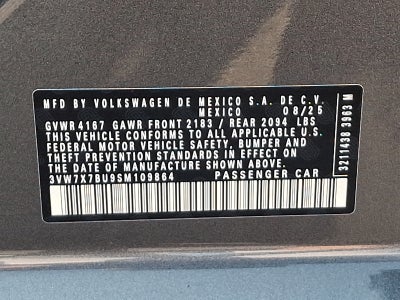 MFD BY VOLKSWAGEN DE MEXICO S.A. DE C.V.
MEXICO 08/25
GVWR 4167 GAWR FRONT 2183 / REAR 2094 LBS
THIS VEHICLE CONFORMS TO ALL APPLICABLE U.S.
FEDERAL MOTOR VEHICLE SAFETY, BUMPER AND
THEFT PREVENTION STANDARDS IN EFFECT ON
THE DATE OF MANUFACTURE SHOWN ABOVE.
3VW7X7BU9SM109864 PASSENGER CAR
3211438 3963 M